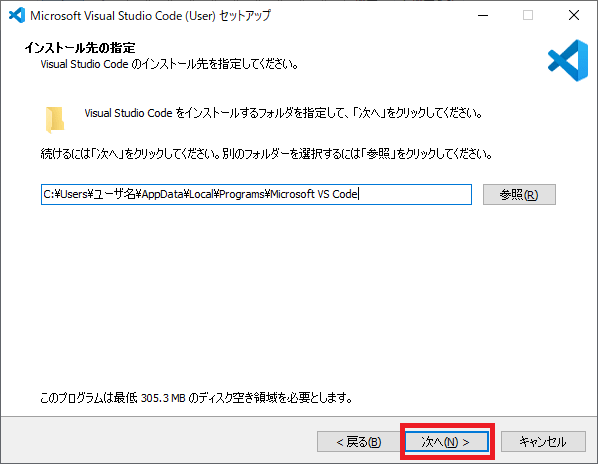 Microsoft Visual Studio Code (User) セットアップ
インストール先の指定
Visual Studio Code のインストール先を指定してください。
Visual Studio Code をインストールするフォルダを指定して、「次へ」をクリックしてください。
続けるには「次へ」をクリックしてください。別のフォルダーを選択するには「参照」をクリックしてください。
C:¥Users¥ユーザ名¥AppData¥Local¥Programs¥Microsoft VS Code
参照(R)
このプログラムは最低 305.3 MB のディスク空き領域を必要とします。
< 戻る(B)
次へ(N) >
キャンセル